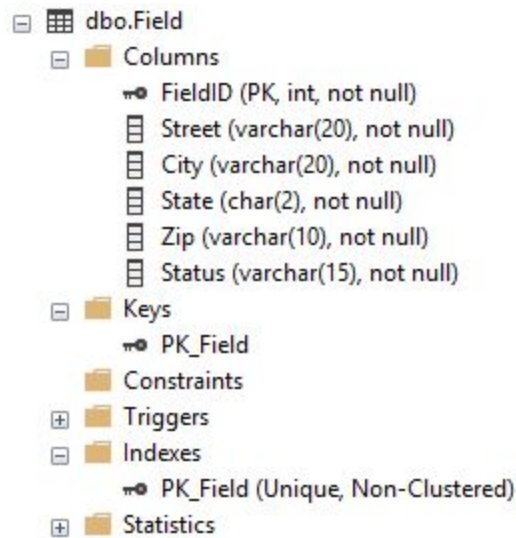 dbo.Field
Columns
FieldID (PK, int, not null)
Street (varchar(20), not null)
City (varchar(20), not null)
State (char(2), not null)
Zip (varchar(10), not null)
Status (varchar(15), not null)
Keys
PK_Field
Constraints
Triggers
Indexes
PK_Field (Unique, Non-Clustered)
Statistics